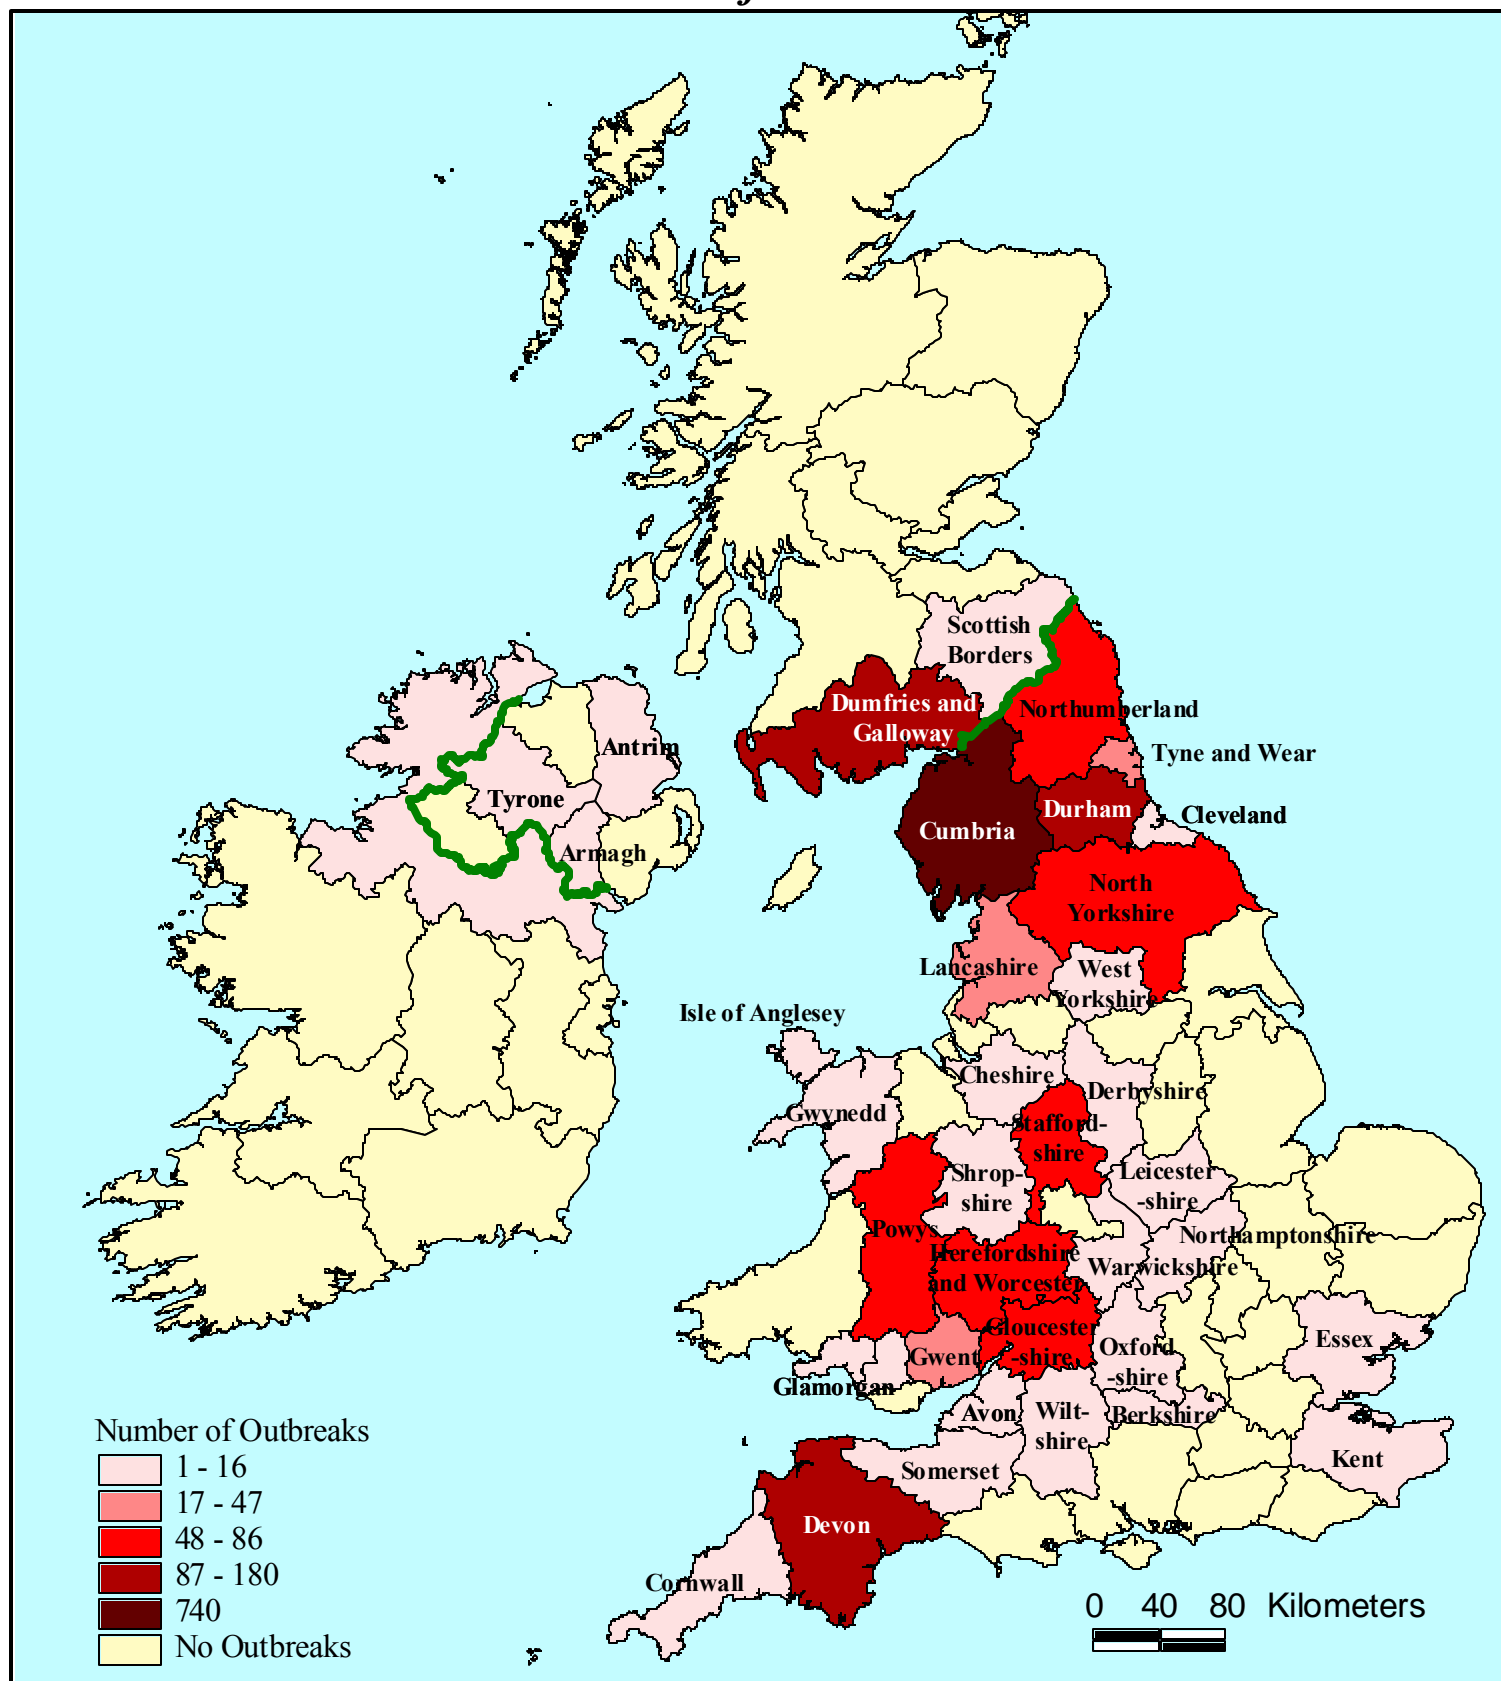 Scottish
Borders
Dumfries and
Galloway
Northumberland
Tyne and Wear
Antrim
Tyrone
Durham
Cleveland
Cumbria
Armagh
North
Yorkshire
Lancashire
West
Yorkshire
Isle of Anglesey
Cheshire
Derbyshire
Gwynedd
Stafford-
shire
Shrop-
shire
Leicester
-shire
Powys
Northamptonshire
Herefordshire
and Worcester
Warwickshire
Gloucester
-shire
Gwent
Oxford
-shire
Essex
Glamorgan
Avon
Wilt-
shire
Berkshire
Kent
Somerset
Devon
Cornwall
Number of Outbreaks
1 - 16
17 - 47
48 - 86
87 - 180
740
No Outbreaks
0 40 80 Kilometers